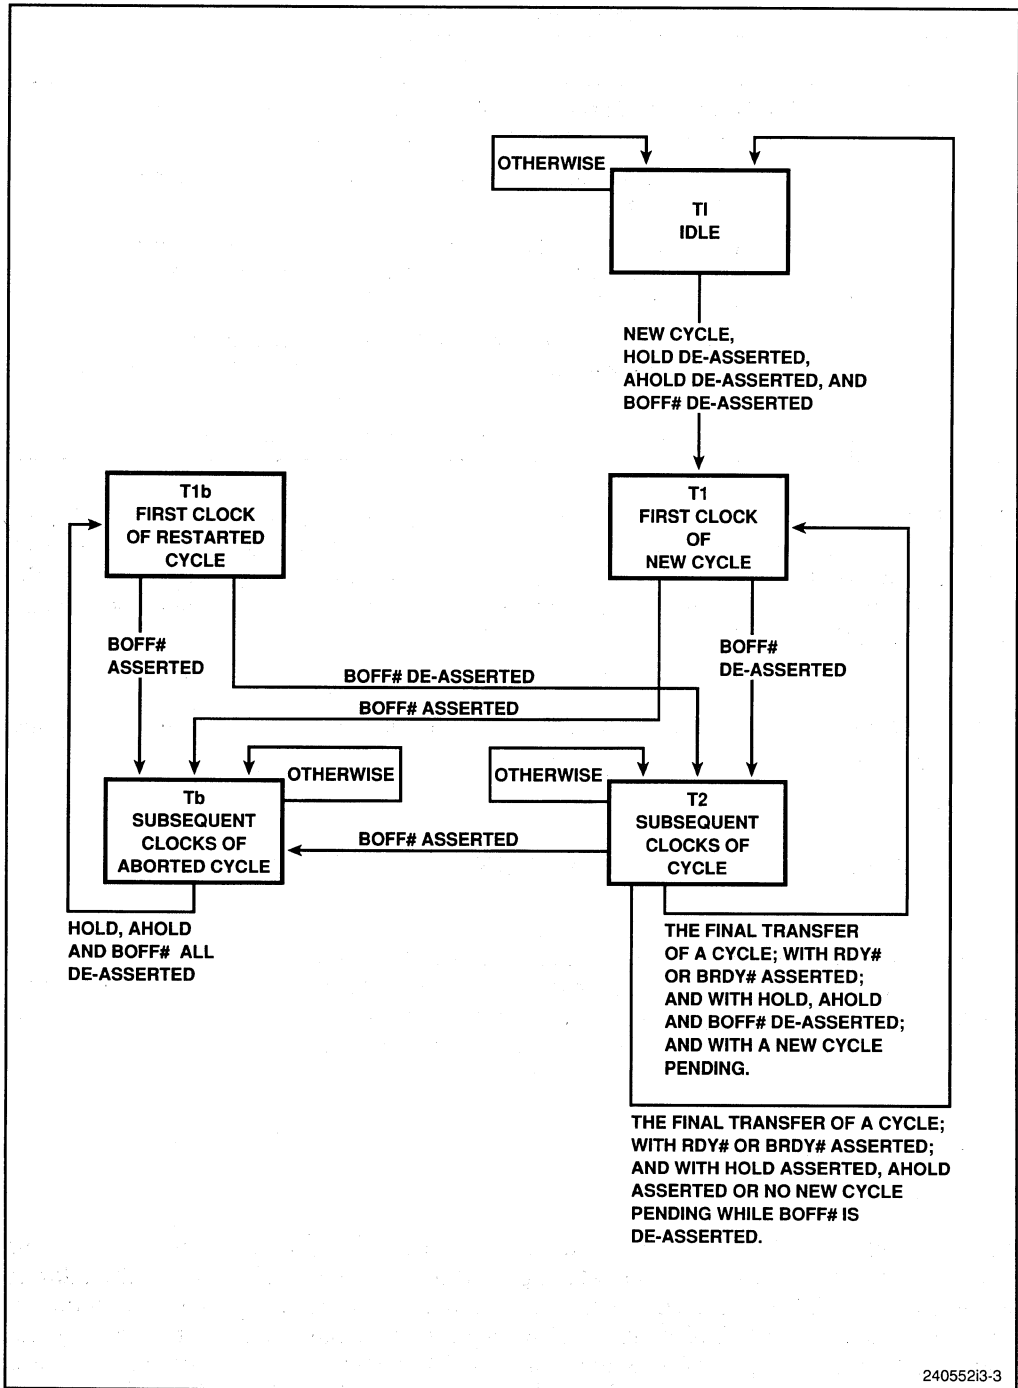 OTHERWISE
TI
IDLE
NEW CYCLE,
HOLD DE-ASSERTED,
AHOLD DE-ASSERTED, AND
BOFF# DE-ASSERTED
T1b
FIRST CLOCK
OF RESTARTED
CYCLE
T1
FIRST CLOCK
OF
NEW CYCLE
BOFF#
ASSERTED
BOFF#
DE-ASSERTED
BOFF# DE-ASSERTED
BOFF# ASSERTED
OTHERWISE
OTHERWISE
Tb
SUBSEQUENT
CLOCKS OF
ABORTED CYCLE
BOFF# ASSERTED
T2
SUBSEQUENT
CLOCKS OF
CYCLE
HOLD, AHOLD
AND BOFF# ALL
DE-ASSERTED
THE FINAL TRANSFER
OF A CYCLE; WITH RDY#
OR BRDY# ASSERTED;
AND WITH HOLD, AHOLD
AND BOFF# DE-ASSERTED;
AND WITH A NEW CYCLE
PENDING.
THE FINAL TRANSFER OF A CYCLE;
WITH RDY# OR BRDY# ASSERTED;
AND WITH HOLD ASSERTED, AHOLD
ASSERTED OR NO NEW CYCLE
PENDING WHILE BOFF# IS
DE-ASSERTED.
240552i3-3